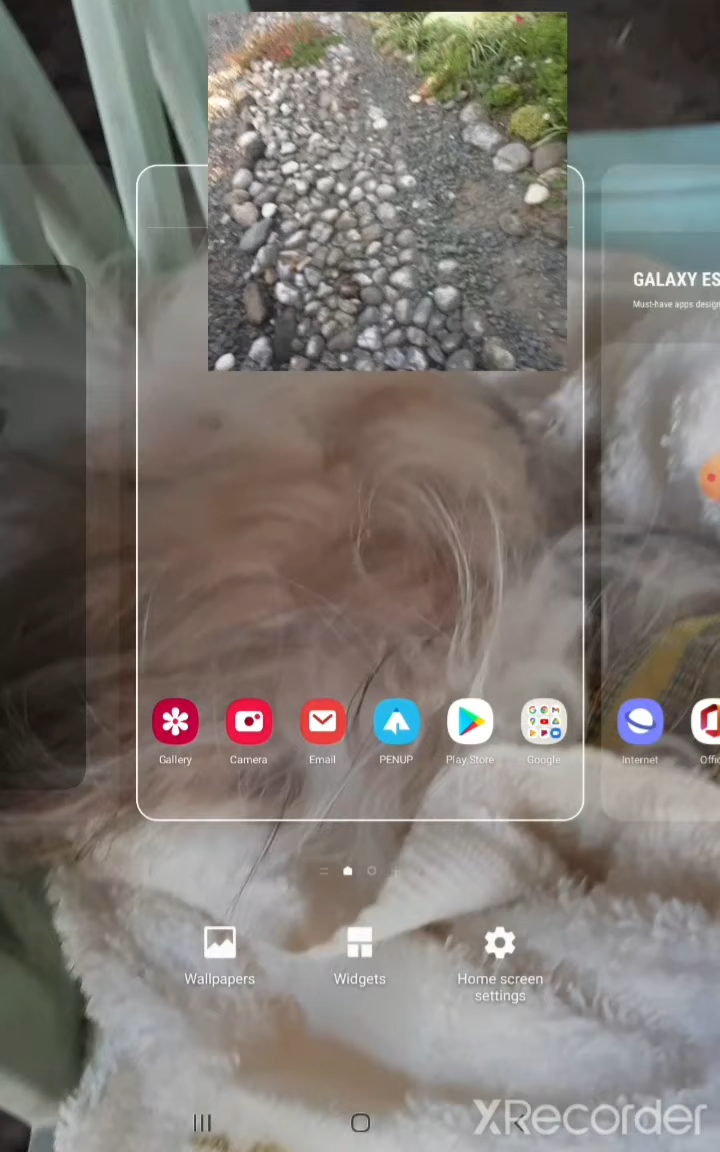 GALAXY ES
Must-have apps desig
Gallery
Camera
Email
PENUP
Play Store
Google
Internet
Offi
Wallpapers
Widgets
Home screen
settings
XRecorder